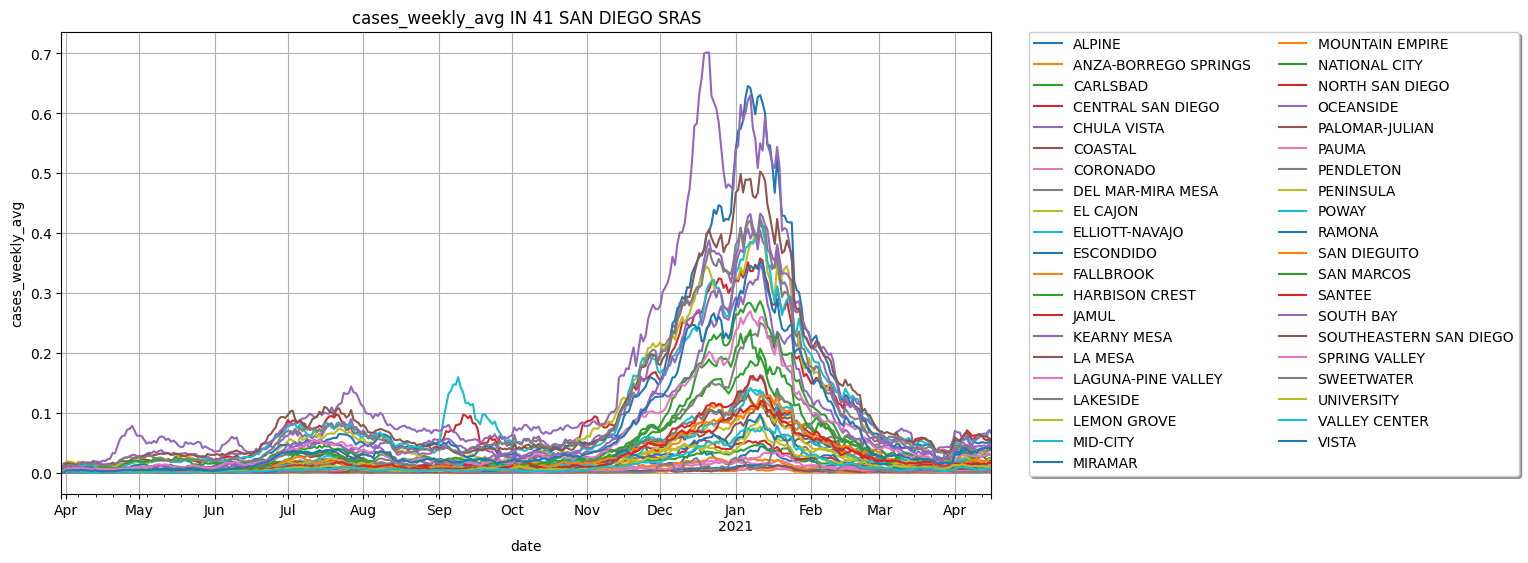 cases_weekly_avg IN 41 SAN DIEGO SRAS
cases_weekly_avg
0.7
0.6
0.5
0.4
0.3
0.2
0.1
0.0
Apr May Jun Jul Aug Sep Oct Nov Dec Jan Feb Mar Apr
2021
date
ALPINE
ANZA-BORREGO SPRINGS
CARLSBAD
CENTRAL SAN DIEGO
CHULA VISTA
COASTAL
CORONADO
DEL MAR-MIRA MESA
EL CAJON
ELLIOTT-NAVAJO
ESCONDIDO
FALLBROOK
HARBISON CREST
JAMUL
KEARNY MESA
LA MESA
LAGUNA-PINE VALLEY
LAKESIDE
LEMON GROVE
MID-CITY
MIRAMAR
MOUNTAIN EMPIRE
NATIONAL CITY
NORTH SAN DIEGO
OCEANSIDE
PALOMAR-JULIAN
PAUMA
PENDLETON
PENINSULA
POWAY
RAMONA
SAN DIEGUITO
SAN MARCOS
SANTEE
SOUTH BAY
SOUTHEASTERN SAN DIEGO
SPRING VALLEY
SWEETWATER
UNIVERSITY
VALLEY CENTER
VISTA